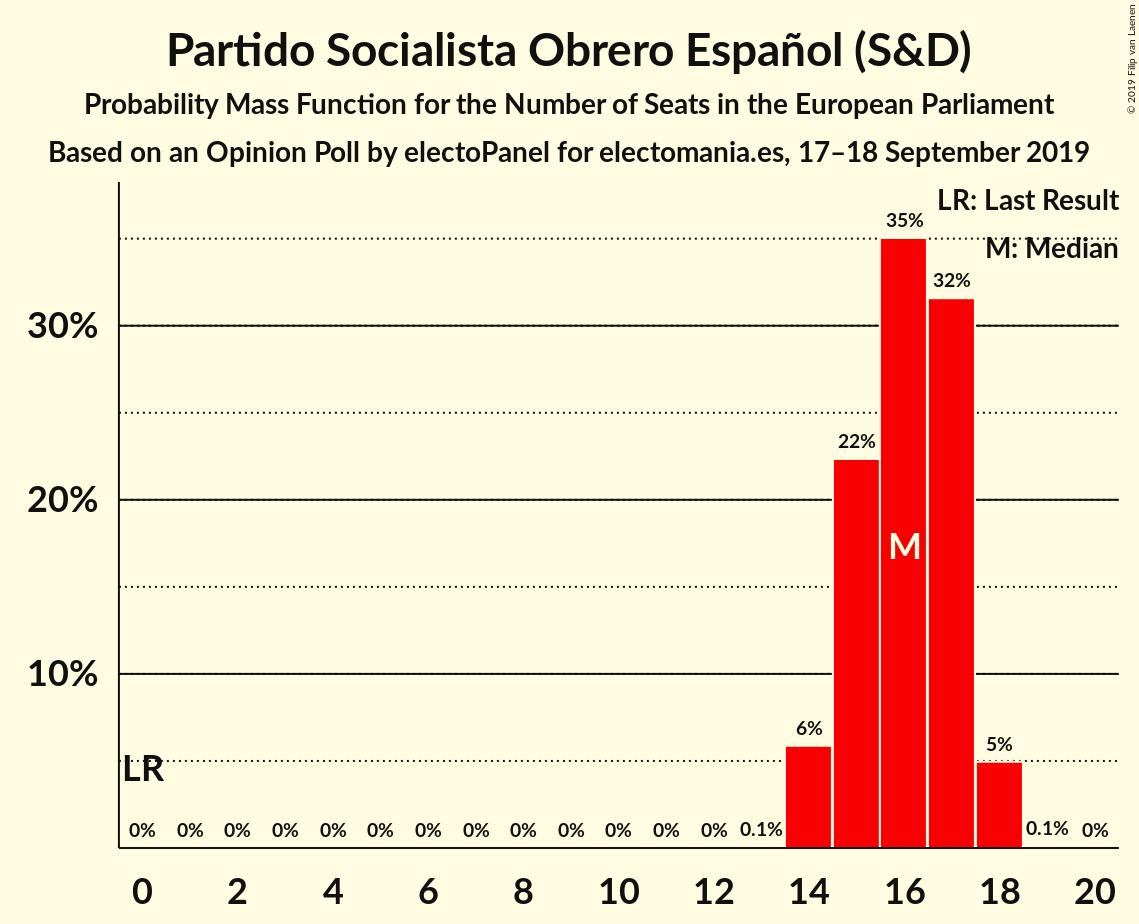 Partido Socialista Obrero Español (S&D)
Probability Mass Function for the Number of Seats in the European Parliament
Based on an Opinion Poll by electoPanel for electomania.es, 17–18 September 2019
© 2019 Filip van Laenen
LR: Last Result
M: Median
35%
32%
30%
22%
20%
M
10%
6%
5%
LR
0% 0% 0% 0% 0% 0% 0% 0% 0% 0% 0% 0% 0% 0.1% 0.1% 0%
0 2 4 6 8 10 12 14 16 18 20